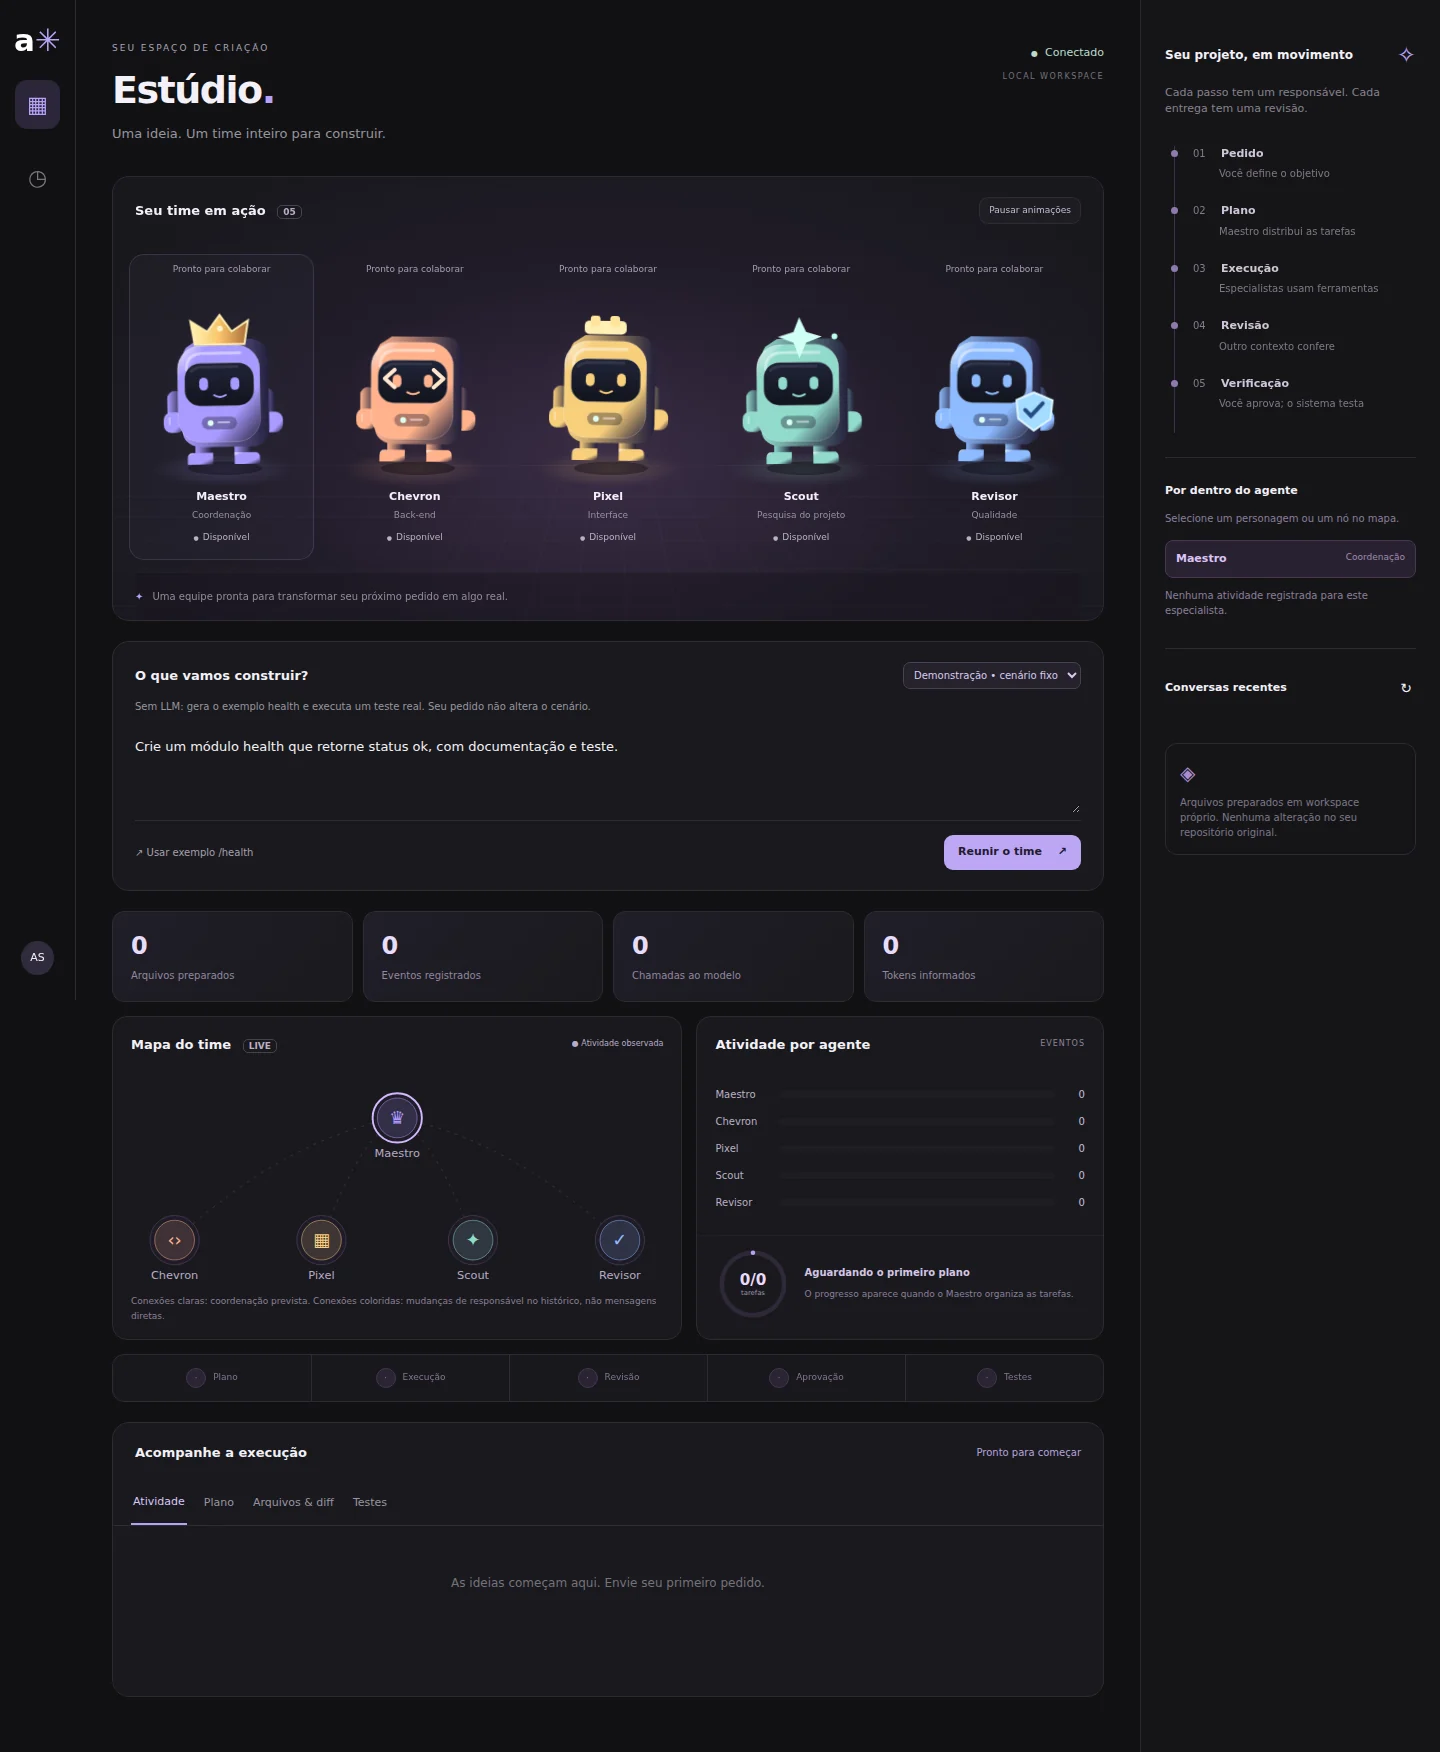 a✳
SEU ESPAÇO DE CRIAÇÃO
Estúdio.
Uma ideia. Um time inteiro para construir.
● Conectado
LOCAL WORKSPACE
Seu time em ação 05
Pausar animações
Pronto para colaborar
Pronto para colaborar
Pronto para colaborar
Pronto para colaborar
Pronto para colaborar
Maestro
Coordenação
● Disponível
Chevron
Back-end
● Disponível
Pixel
Interface
● Disponível
Scout
Pesquisa do projeto
● Disponível
Revisor
Qualidade
● Disponível
✦ Uma equipe pronta para transformar seu próximo pedido em algo real.
O que vamos construir?
Demonstração • cenário fixo
Sem LLM: gera o exemplo health e executa um teste real. Seu pedido não altera o cenário.
Crie um módulo health que retorne status ok, com documentação e teste.
↗ Usar exemplo /health
Reunir o time ↗
0
Arquivos preparados
0
Eventos registrados
0
Chamadas ao modelo
0
Tokens informados
Mapa do time LIVE
● Atividade observada
Maestro
Chevron
Pixel
Scout
Revisor
Conexões claras: coordenação prevista. Conexões coloridas: mudanças de responsável no histórico, não mensagens
diretas.
Atividade por agente
EVENTOS
Maestro 0
Chevron 0
Pixel 0
Scout 0
Revisor 0
0/0
tarefas
Aguardando o primeiro plano
O progresso aparece quando o Maestro organiza as tarefas.
Plano
Execução
Revisão
Aprovação
Testes
Acompanhe a execução
Pronto para começar
Atividade
Plano
Arquivos & diff
Testes
As ideias começam aqui. Envie seu primeiro pedido.
AS
Seu projeto, em movimento
Cada passo tem um responsável. Cada
entrega tem uma revisão.
01 Pedido
Você define o objetivo
02 Plano
Maestro distribui as tarefas
03 Execução
Especialistas usam ferramentas
04 Revisão
Outro contexto confere
05 Verificação
Você aprova; o sistema testa
Por dentro do agente
Selecione um personagem ou um nó no mapa.
Maestro
Coordenação
Nenhuma atividade registrada para este
especialista.
Conversas recentes ↻
Arquivos preparados em workspace
próprio. Nenhuma alteração no seu
repositório original.